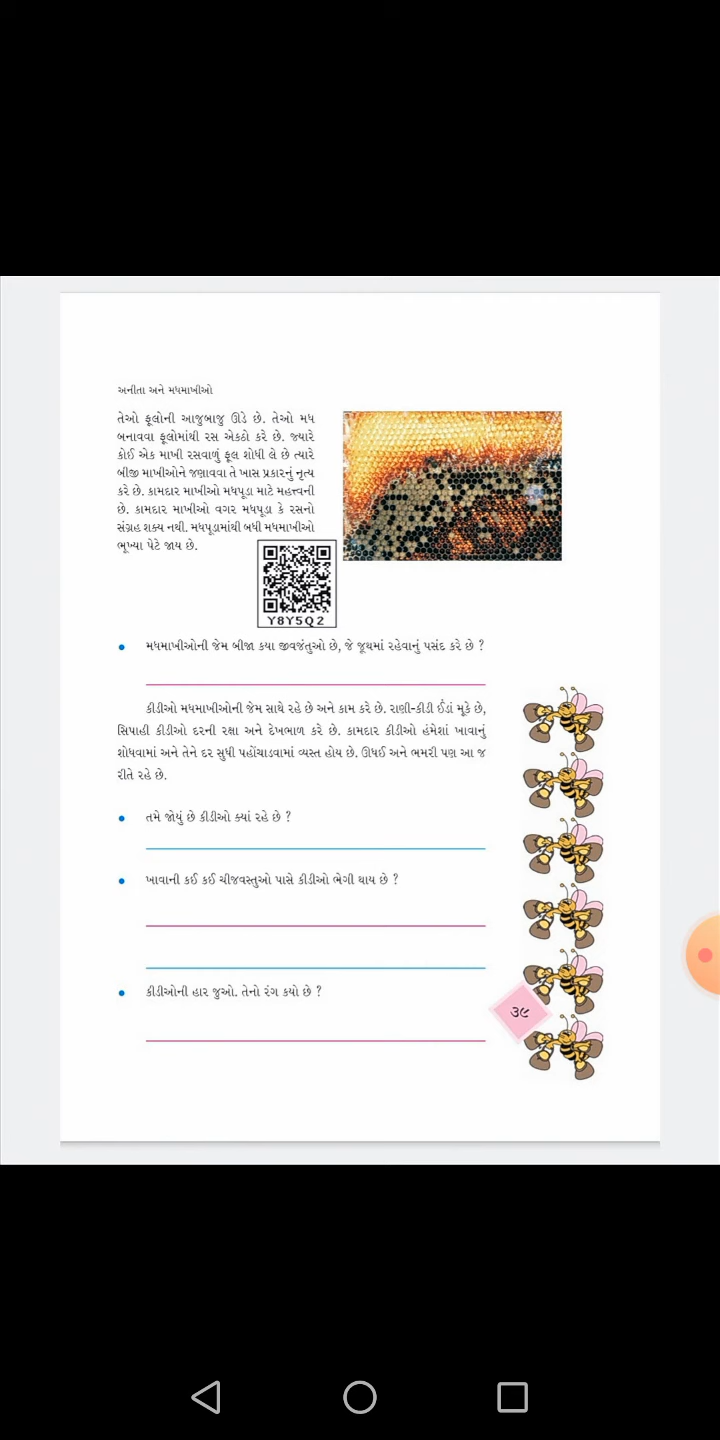 અનીતા અને મધમાખીઓ
તેઓ ફૂલોની આજુબાજુ ઊડે છે. તેઓ મધ
બનાવવા ફૂલોમાંથી રસ એકઠો કરે છે. જ્યારે
કોઈ એક માખી રસવાળું ફૂલ શોધી લે છે ત્યારે
બીજી માખીઓને જણાવવા તે ખાસ પ્રકારનું નૃત્ય
કરે છે. કામદાર માખીઓ મધપૂડા માટે મહત્ત્વની
છે. કામદાર માખીઓ વગર મધપૂડા કે રસનો
સંગ્રહ શક્ય નથી. મધપૂડામાંથી બધી મધમાખીઓ
ભૂખ્યા પેટે જાય છે.
Y8Y5Q2
• મધમાખીઓની જેમ બીજા કયા જીવજંતુઓ છે, જે જૂથમાં રહેવાનું પસંદ કરે છે ?
કીડીઓ મધમાખીઓની જેમ સાથે રહે છે અને કામ કરે છે. રાણી-કીડી ઈંડાં મૂકે છે,
સિપાહી કીડીઓ દરની રક્ષા અને દેખભાળ કરે છે. કામદાર કીડીઓ હંમેશાં ખાવાનું
શોધવામાં અને તેને દર સુધી પહોંચાડવામાં વ્યસ્ત હોય છે. ઊધઈ અને ભમરી પણ આ જ
રીતે રહે છે.
• તમે જોયું છે કીડીઓ ક્યાં રહે છે ?
• ખાવાની કઈ કઈ ચીજવસ્તુઓ પાસે કીડીઓ ભેગી થાય છે ?
• કીડીઓની હાર જુઓ. તેનો રંગ કયો છે ?
૩૯